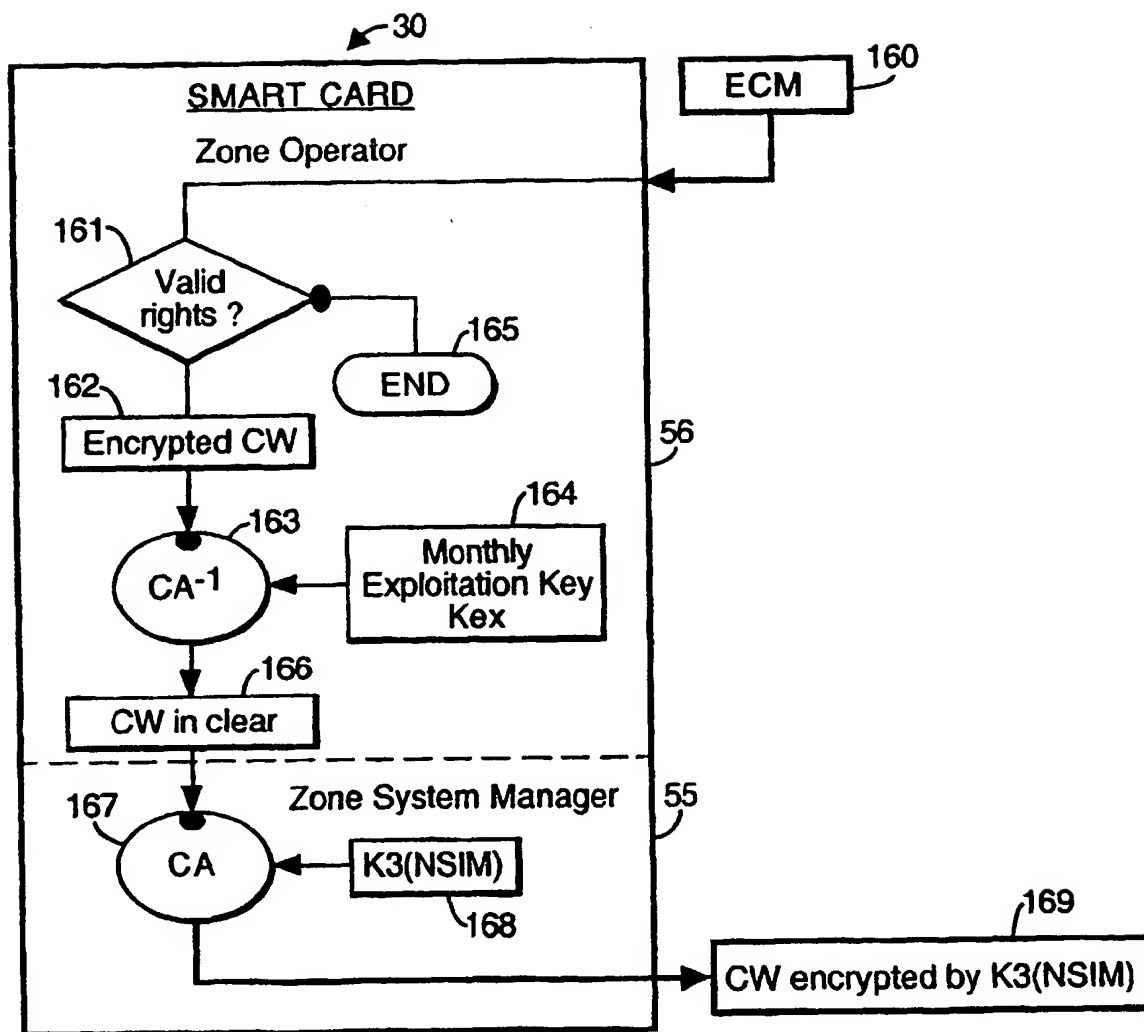 30
SMART CARD
ECM
160
Zone Operator
161
Valid
rights ?
165
END
162
Encrypted CW
56
163
164
CA-1
Monthly
Exploitation Key
Kex
166
CW in clear
Zone System Manager
55
167
CA
K3(NSIM)
168
169
CW encrypted by K3(NSIM)